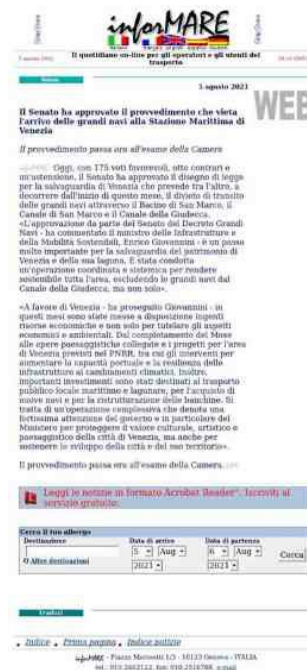 inforMARE
Il quotidiano on-line per gli operatori e gli utenti del
trasporto
5 agosto 2021
WEB
Il Senato ha approvato il provvedimento che vieta
l'arrivo delle grandi navi alla Stazione Marittima di
Venezia
Il provvedimento passa ora all'esame della Camera
Oggi, con 175 voti favorevoli, otto contrari e
un'astensione, il Senato ha approvato il disegno di legge
per la salvaguardia di Venezia che prevede tra l'altro, a
decorrere dall'inizio di questo mese, il divieto di transito
delle grandi navi attraverso il Bacino di San Marco, il
Canale di San Marco e il Canale della Giudecca.
«L'approvazione da parte del Senato del Decreto Grandi
Navi - ha commentato il ministro delle Infrastrutture e
della Mobilità Sostenibili, Enrico Giovannini - è un passo
molto importante per la salvaguardia del patrimonio di
Venezia e della sua laguna. È stata condotta
un'operazione coordinata e sistemica per rendere
sostenibile tutta l'area, escludendo le grandi navi dal
Canale della Giudecca, ma non solo».
«A favore di Venezia - ha proseguito Giovannini - in
questi mesi sono state messe a disposizione ingenti
risorse economiche e non solo per tutelare gli aspetti
economici e ambientali. Dal completamento del Mose
alle opere paesaggistiche collegate e i progetti per l'area
di Venezia previsti nel PNRR, tra cui gli interventi per
aumentare la capacità portuale e la resilienza delle
infrastrutture ai cambiamenti climatici. Inoltre,
importanti investimenti sono stati destinati al trasporto
pubblico locale marittimo e lagunare, per l'acquisto di
nuove navi e per la ristrutturazione delle banchine. Si
tratta di un'operazione complessiva che denota una
fortissima attenzione del governo e in particolare del
Ministero per proteggere il valore culturale, artistico e
paesaggistico della città di Venezia, ma anche per
sostenere lo sviluppo della città e del suo territorio».
Il provvedimento passa ora all'esame della Camera.
Leggi le notizie in formato Acrobat Reader®. Iscriviti al
servizio gratuito.
Cerca il tuo albergo
Destinazione Data di arrivo Data di partenza
5 Aug 6 Aug Cerca
Altre destinazioni 2021 2021
Indice Prima pagina Indice notizie
- Piazza Matteotti 1/3 - 16123 Genova - ITALIA
tel.: 010.2462122, fax: 010.2516768, e-mail